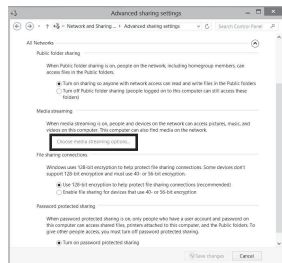 Advanced sharing settings
Network and Sharing... Advanced sharing settings
Search Control Panel
All Networks
Public folder sharing
When Public folder sharing is on, people on the network, including homegroup members, can
access files in the Public folders.
Turn on sharing so anyone with network access can read and write files in the Public folders
Turn off Public folder sharing (people logged on to this computer can still access these
folders)
Media streaming
When media streaming is on, people and devices on the network can access pictures, music, and
videos on this computer. This computer can also find media on the network.
Choose media streaming options...
File sharing connections
Windows uses 128-bit encryption to help protect file sharing connections. Some devices don't
support 128-bit encryption and must use 40- or 56-bit encryption.
Use 128-bit encryption to help protect file sharing connections (recommended)
Enable file sharing for devices that use 40- or 56-bit encryption
Password protected sharing
When password protected sharing is on, only people who have a user account and password on
this computer can access shared files, printers attached to this computer, and the Public folders. To
give other people access, you must turn off password protected sharing.
Turn on password protected sharing
Save changes
Cancel